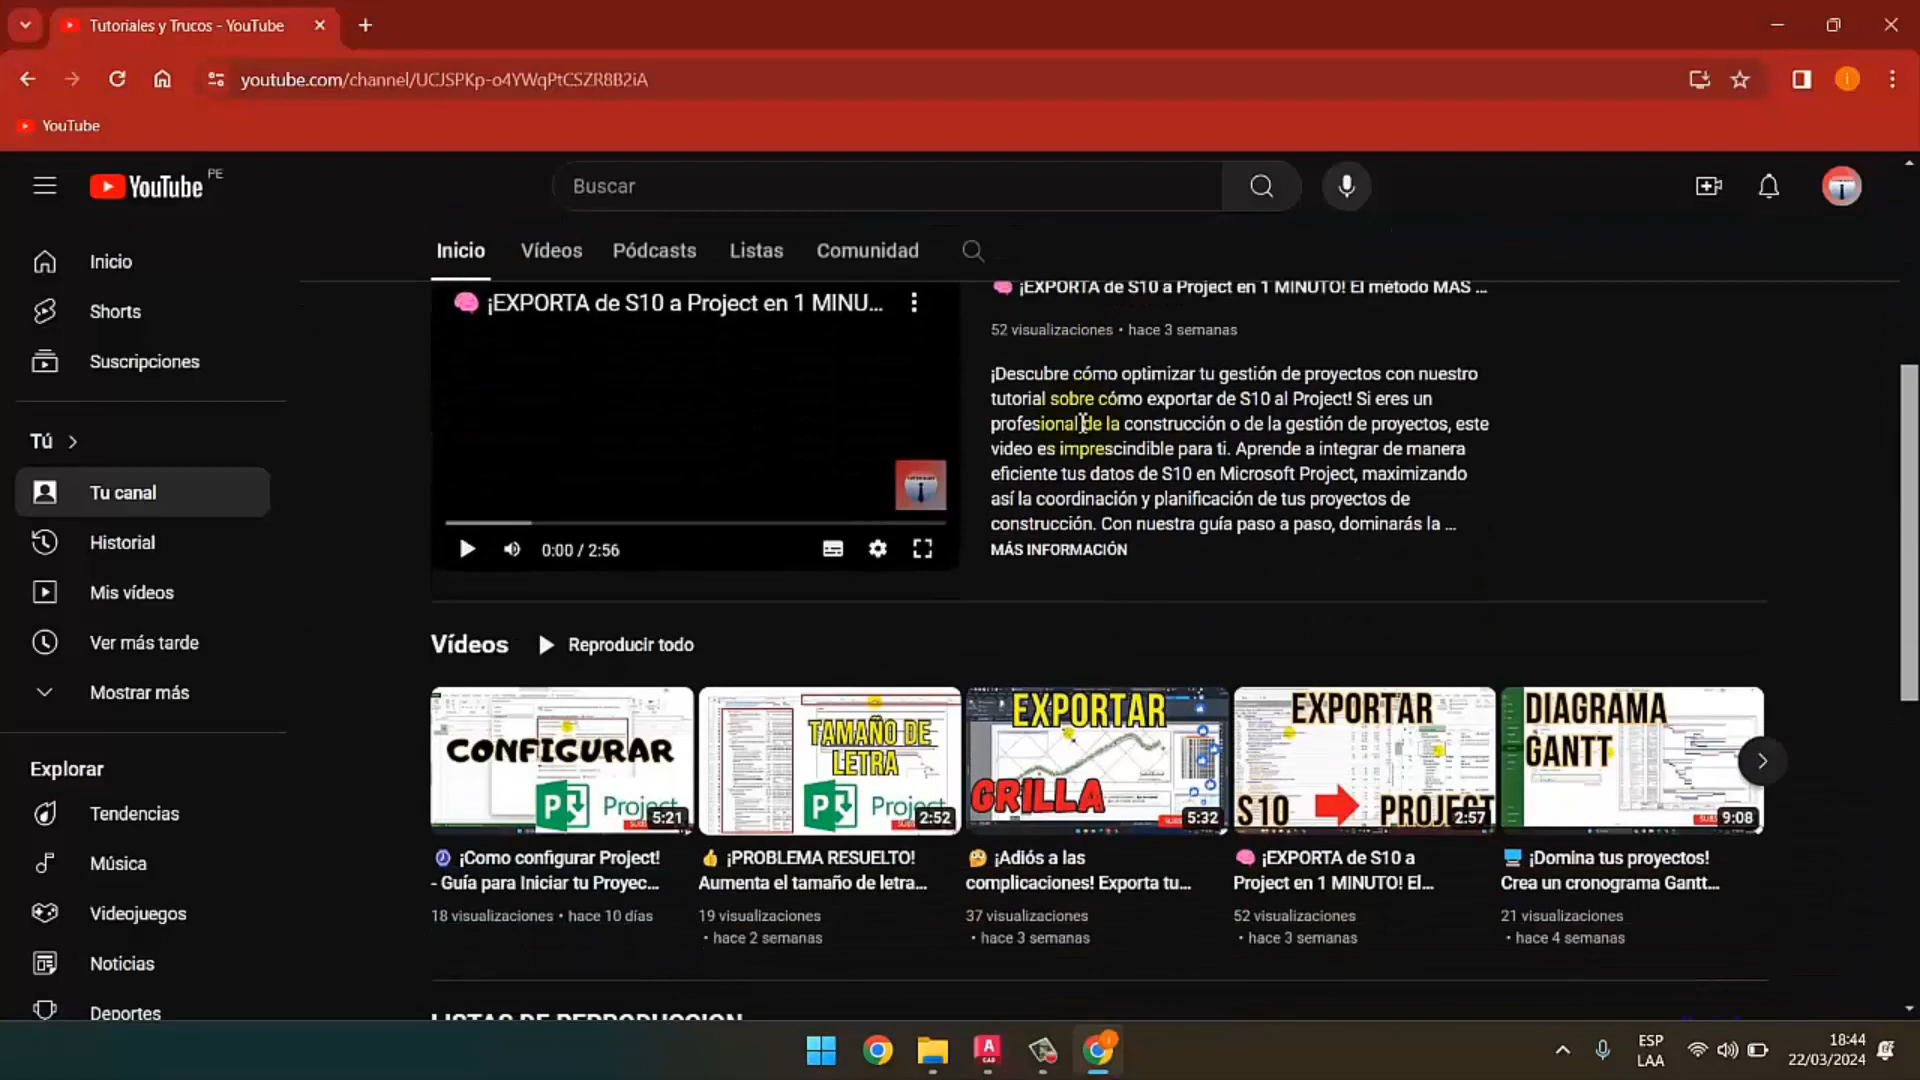 Tutoriales y Trucos - YouTube
youtube.com/channel/UCJSPKp-o4YWqPtCSZR8B2iA
YouTube
YouTube PE
Buscar
Inicio
Shorts
Suscripciones
Tú
Tu canal
Historial
Mis vídeos
Ver más tarde
Mostrar más
Explorar
Tendencias
Música
Videojuegos
Noticias
Deportes
Inicio Vídeos Pódcasts Listas Comunidad
¡EXPORTA de S10 a Project en 1 MINU...
0:00 / 2:56
¡EXPORTA de S10 a Project en 1 MINUTO! El método MAS ...
52 visualizaciones • hace 3 semanas
¡Descubre cómo optimizar tu gestión de proyectos con nuestro
tutorial sobre cómo exportar de S10 al Project! Si eres un
profesional de la construcción o de la gestión de proyectos, este
video es imprescindible para ti. Aprende a integrar de manera
eficiente tus datos de S10 en Microsoft Project, maximizando
así la coordinación y planificación de tus proyectos de
construcción. Con nuestra guía paso a paso, dominarás la ...
MÁS INFORMACIÓN
Vídeos Reproducir todo
CONFIGURAR
Project
5:21
¡Como configurar Project!
- Guía para Iniciar tu Proyec...
18 visualizaciones • hace 10 días
TAMAÑO DE
LETRA
Project
2:52
¡PROBLEMA RESUELTO!
Aumenta el tamaño de letra...
19 visualizaciones
• hace 2 semanas
EXPORTAR
GRILLA
5:32
¡Adiós a las
complicaciones! Exporta tu...
37 visualizaciones
• hace 3 semanas
EXPORTAR
S10 PROJECT
2:57
¡EXPORTA de S10 a
Project en 1 MINUTO! El...
52 visualizaciones
• hace 3 semanas
DIAGRAMA
GANTT
9:08
¡Domina tus proyectos!
Crea un cronograma Gantt...
21 visualizaciones
• hace 4 semanas
LISTAS DE REPRODUCCION
ESP
LAA
18:44
22/03/2024